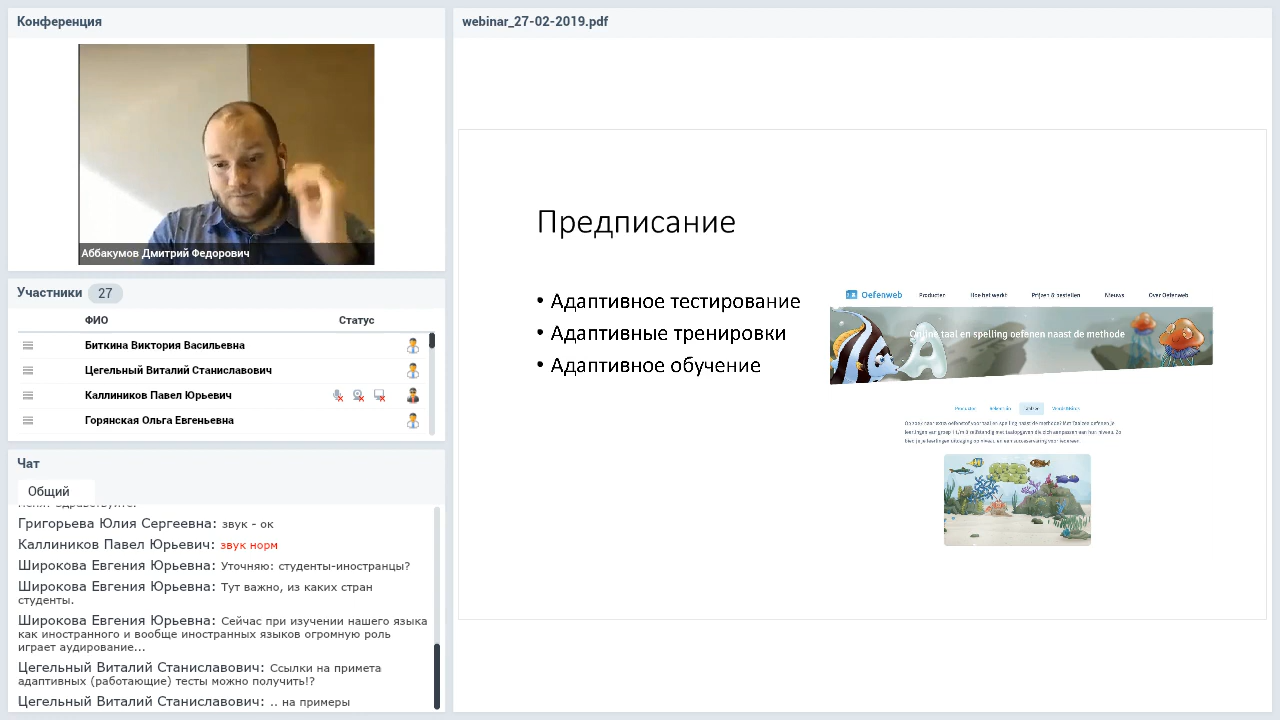 Конференция
Аббакумов Дмитрий Федорович
Участники 27
ФИО Статус
Биткина Виктория Васильевна
Цегельный Виталий Станиславович
Каллиников Павел Юрьевич
Горянская Ольга Евгеньевна
Чат
Общий
Григорьева Юлия Сергеевна: звук - ок
Каллиников Павел Юрьевич: звук норм
Широкова Евгения Юрьевна: Уточняю: студенты-иностранцы?
Широкова Евгения Юрьевна: Тут важно, из каких стран
студенты.
Широкова Евгения Юрьевна: Сейчас при изучении нашего языка
как иностранного и вообще иностранных языков огромную роль
играет аудирование...
Цегельный Виталий Станиславович: Ссылки на примета
адаптивных (работающие) тесты можно получить!?
Цегельный Виталий Станиславович: .. на примеры
webinar_27-02-2019.pdf
Предписание
• Адаптивное тестирование
• Адаптивные тренировки
• Адаптивное обучение
Oefenweb Producten Hoe het werkt Prijzen & bestellen Nieuws Over Oefenweb
Online taal en spelling oefenen naast de methode